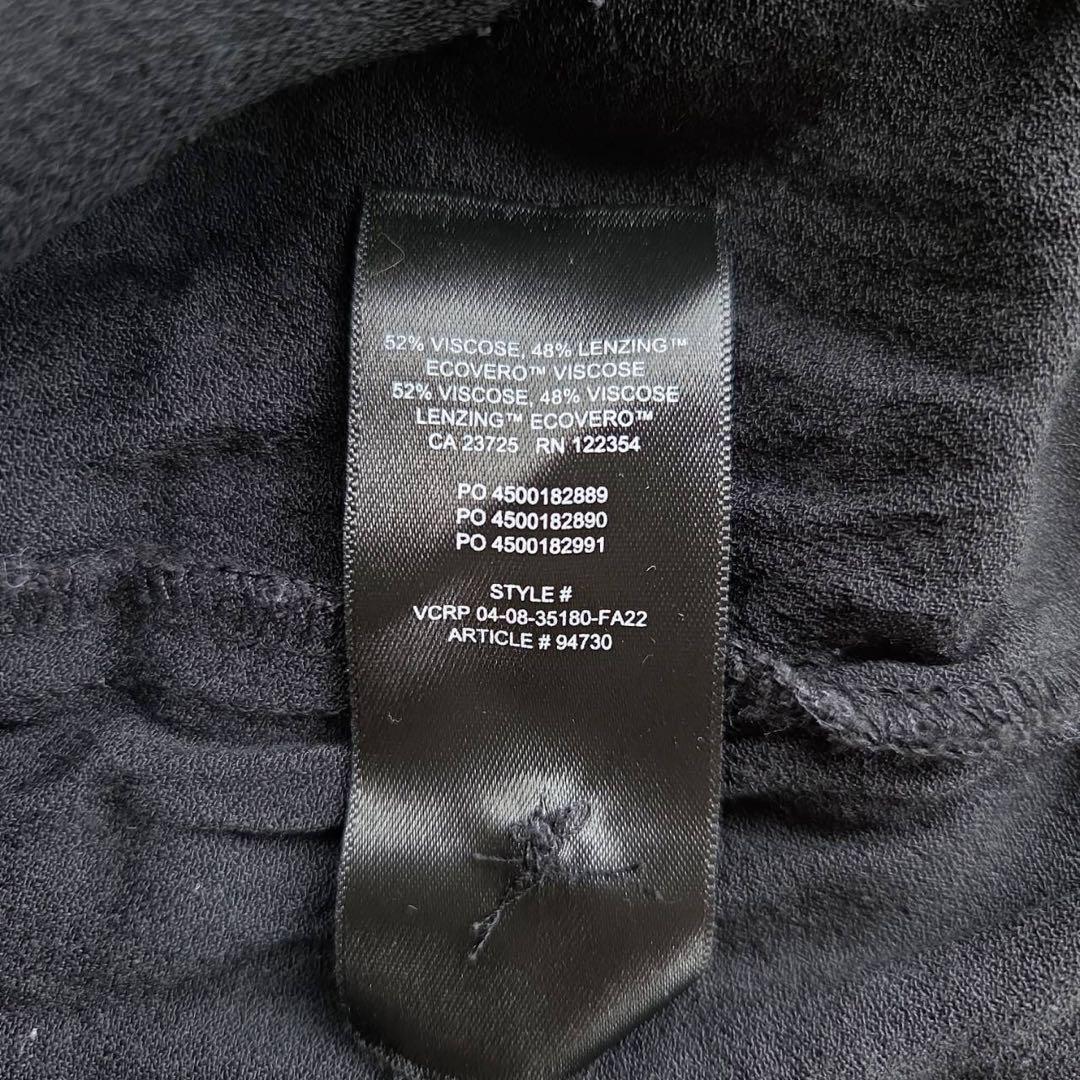 52% VISCOSE, 48% LENZING™
ECOVERO™ VISCOSE
52% VISCOSE, 48% VISCOSE
LENZING™ ECOVERO™
CA 23725 RN 122354
PO 4500182889
PO 4500182890
PO 4500182991
STYLE #
VCRP 04-08-35180-FA22
ARTICLE # 94730